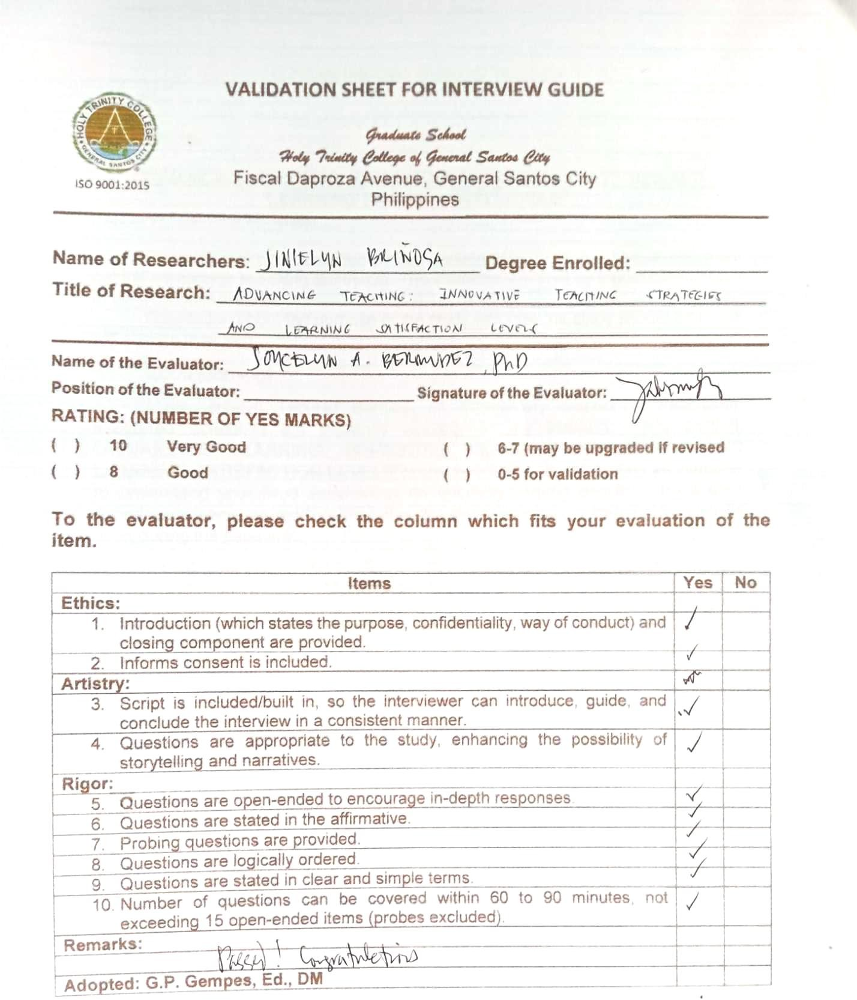 VALIDATION SHEET FOR INTERVIEW GUIDE
HOLY TRINITY COLLEGE
GENERAL SANTOS CITY
ISO 9001:2015
Graduate School
Holy Trinity College of General Santos City
Fiscal Daproza Avenue, General Santos City
Philippines
Name of Researchers: JINIELYN BRIÑOSA Degree Enrolled:
Title of Research: ADVANCING TEACHING: INNOVATIVE TEACHING STRATEGIES
AND LEARNING SATISFACTION LEVELS
Name of the Evaluator: JOYCELYN A. BERMUDEZ, PhD
Position of the Evaluator: Signature of the Evaluator:
RATING: (NUMBER OF YES MARKS)
( ) 10 Very Good ( ) 6-7 (may be upgraded if revised
( ) 8 Good ( ) 0-5 for validation
To the evaluator, please check the column which fits your evaluation of the
item.
Items Yes No
Ethics:
1. Introduction (which states the purpose, confidentiality, way of conduct) and ✓
closing component are provided.
2. Informs consent is included. ✓
Artistry:
3. Script is included/built in, so the interviewer can introduce, guide, and ✓
conclude the interview in a consistent manner.
4. Questions are appropriate to the study, enhancing the possibility of ✓
storytelling and narratives.
Rigor:
5. Questions are open-ended to encourage in-depth responses. ✓
6. Questions are stated in the affirmative. ✓
7. Probing questions are provided. ✓
8. Questions are logically ordered. ✓
9. Questions are stated in clear and simple terms. ✓
10. Number of questions can be covered within 60 to 90 minutes, not ✓
exceeding 15 open-ended items (probes excluded).
Remarks:
Passed! Congratulations
Adopted: G.P. Gempes, Ed., DM